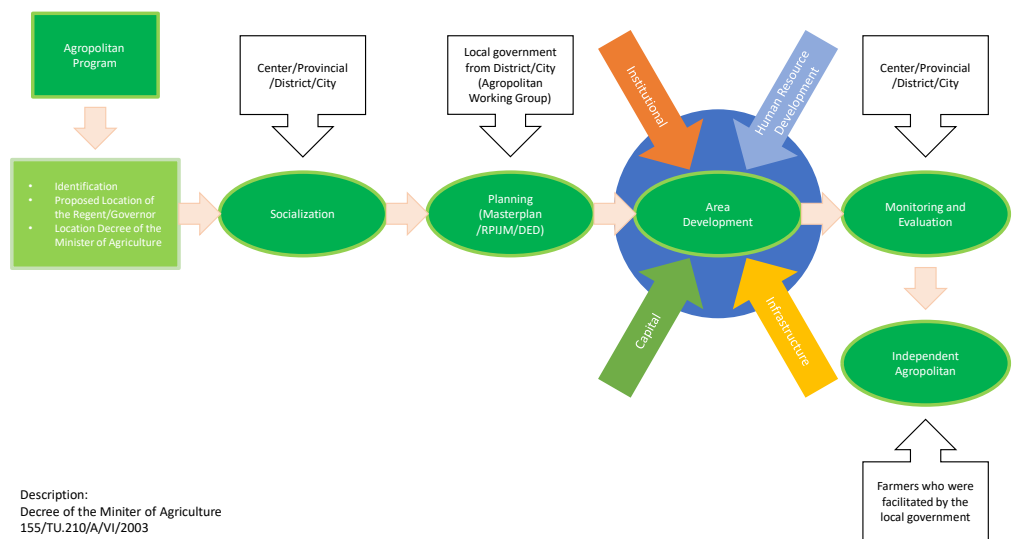 Agropolitan
Program
Center/Provincial
/District/City
Local government
from District/City
(Agropolitan
Working Group)
Institutional
Human Resource
Development
Center/Provincial
/District/City
• Identification
• Proposed Location of
the Regent/Governor
• Location Decree of the
Minister of Agriculture
Socialization
Planning
(Masterplan
/RPIJM/DED)
Area
Development
Monitoring and
Evaluation
Capital
Infrastructure
Independent
Agropolitan
Farmers who were
facilitated by the
local government
Description:
Decree of the Miniter of Agriculture
155/TU.210/A/VI/2003